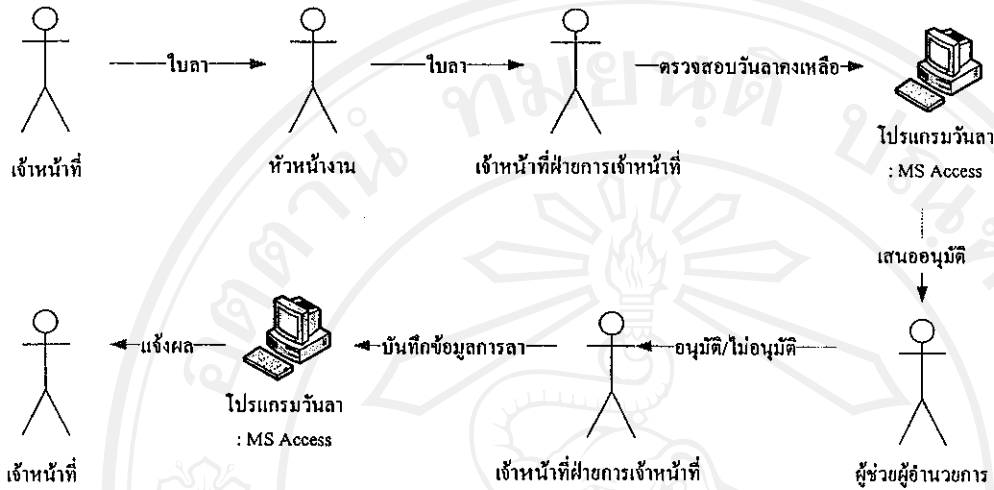 ใบลา
ใบลา
ตรวจสอบวันลาคงเหลือ
เจ้าหน้าที่
หัวหน้างาน
เจ้าหน้าที่ฝ่ายการเจ้าหน้าที่
โปรแกรมวันลา
: MS Access
เสนออนุมัติ
แจ้งผล
บันทึกข้อมูลการลา
อนุมัติ/ไม่อนุมัติ
โปรแกรมวันลา
: MS Access
เจ้าหน้าที่
เจ้าหน้าที่ฝ่ายการเจ้าหน้าที่
ผู้ช่วยผู้อำนวยการ